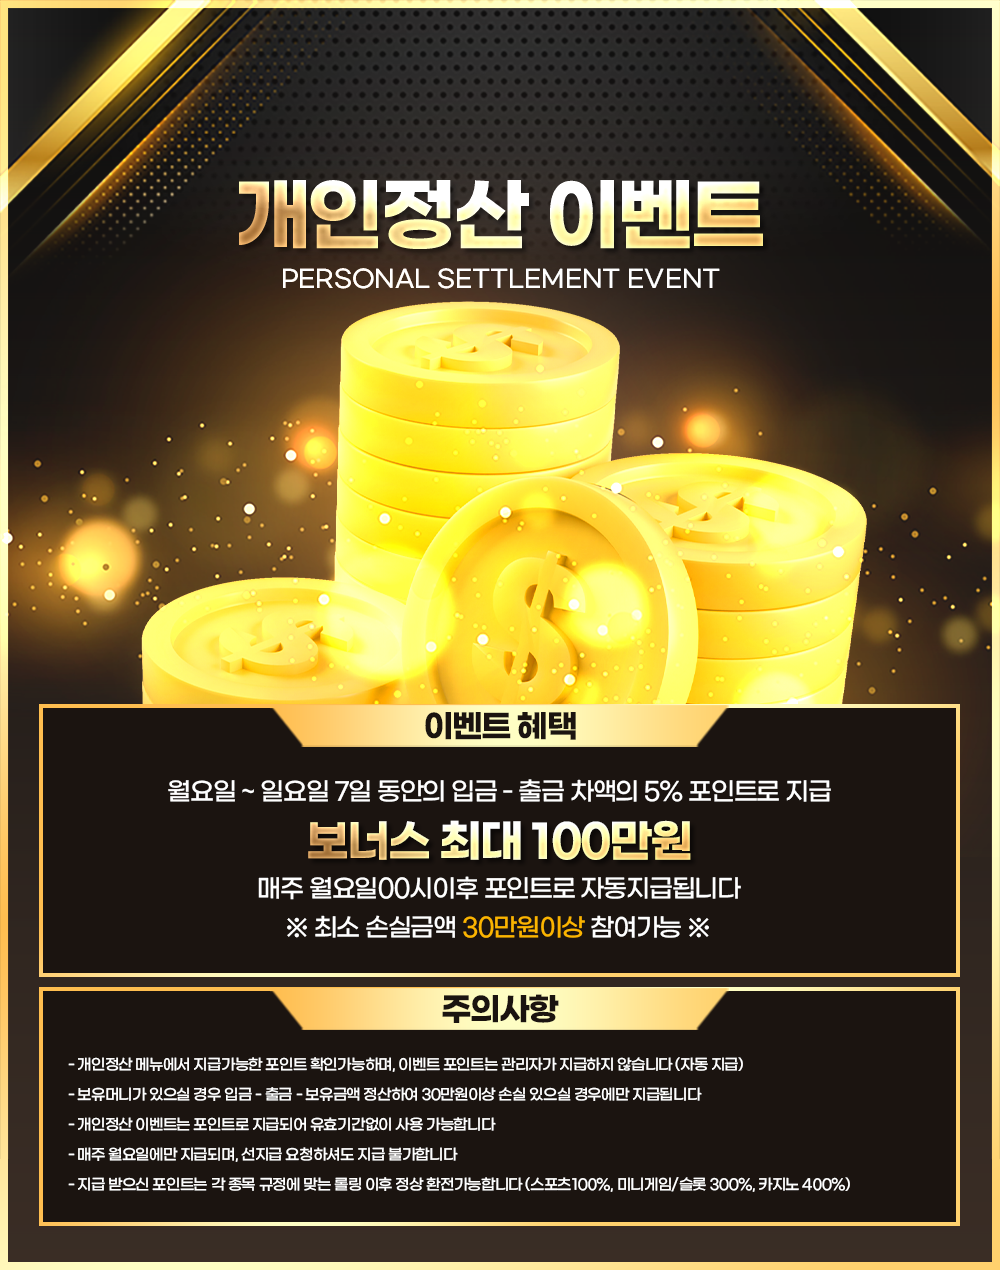 개인정산 이벤트
PERSONAL SETTLEMENT EVENT
이벤트 혜택
월요일 ~ 일요일 7일 동안의 입금 - 출금 차액의 5% 포인트로 지급
보너스 최대 100만원
매주 월요일00시이후 포인트로 자동지급됩니다
※ 최소 손실금액 30만원이상 참여가능 ※
주의사항
- 개인정산 메뉴에서 지급가능한 포인트 확인가능하며, 이벤트 포인트는 관리자가 지급하지 않습니다 (자동 지급)
- 보유머니가 있으실 경우 입금 - 출금 - 보유금액 정산하여 30만원이상 손실 있으실 경우에만 지급됩니다
- 개인정산 이벤트는 포인트로 지급되어 유효기간없이 사용 가능합니다
- 매주 월요일에만 지급되며, 선지급 요청하셔도 지급 불가합니다
- 지급 받으신 포인트는 각 종목 규정에 맞는 롤링 이후 정상 환전가능합니다 (스포츠100%, 미니게임/슬롯 300%, 카지노 400%)